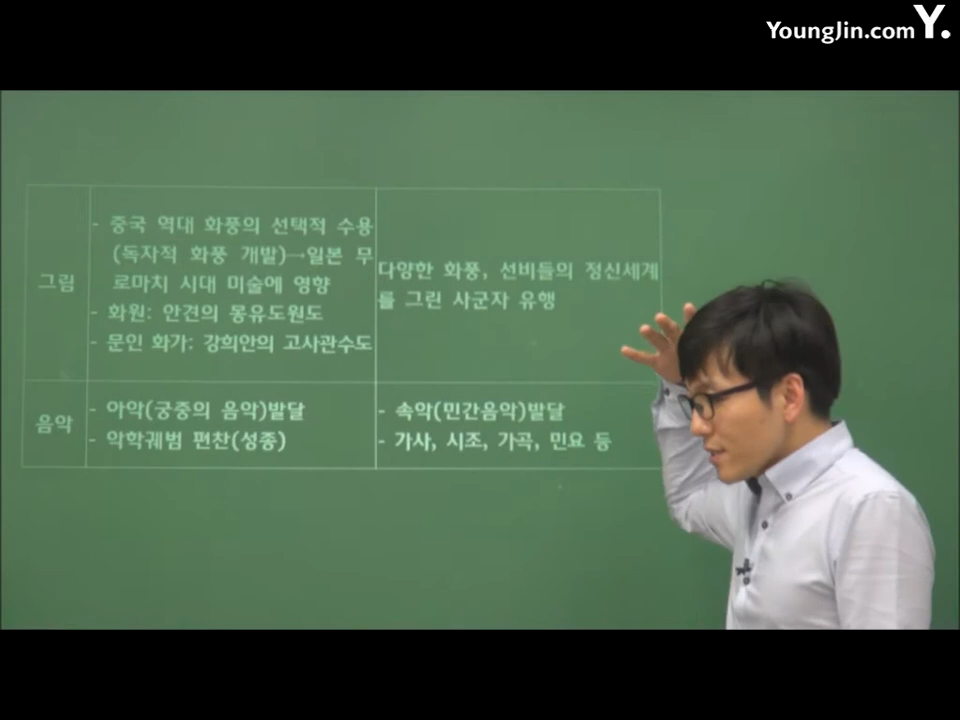 YoungJin.com Y.
그림
- 중국 역대 화풍의 선택적 수용
(독자적 화풍 개발)→일본 무
로마치 시대 미술에 영향
- 화원: 안견의 몽유도원도
- 문인 화가: 강희안의 고사관수도
다양한 화풍, 선비들의 정신세계
를 그린 사군자 유행
음악
- 아악(궁중의 음악)발달
- 악학궤범 편찬(성종)
- 속악(민간음악)발달
- 가사, 시조, 가곡, 민요 등